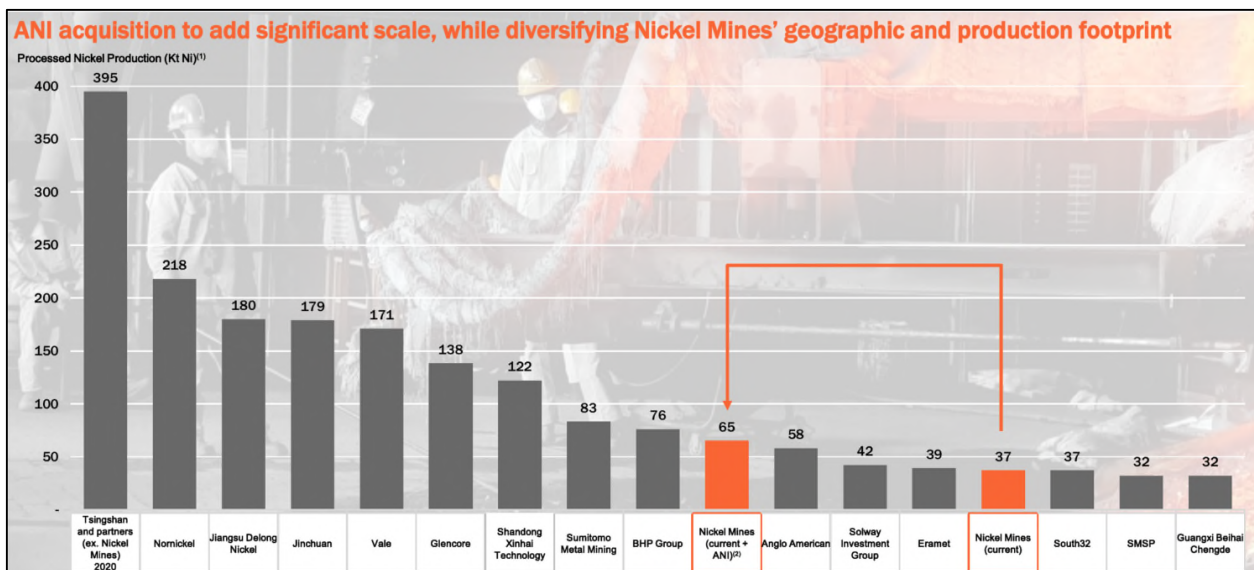 ANI acquisition to add significant scale, while diversifying Nickel Mines’ geographic and production footprint
Processed Nickel Production (Kt Ni)(1)
400
350
300
250
200
150
100
50
-
395
218
180
179
171
138
122
83
76
65
58
42
39
37
37
32
32
Tsingshan
and partners
(ex. Nickel
Mines)
2020
Nornickel
Jiangsu Delong
Nickel
Jinchuan
Vale
Glencore
Shandong
Xinhai
Technology
Sumitomo
Metal Mining
BHP Group
Nickel Mines
(current +
ANI)(2)
Anglo American
Solway
Investment
Group
Eramet
Nickel Mines
(current)
South32
SMSP
Guangxi Beihai
Chengde